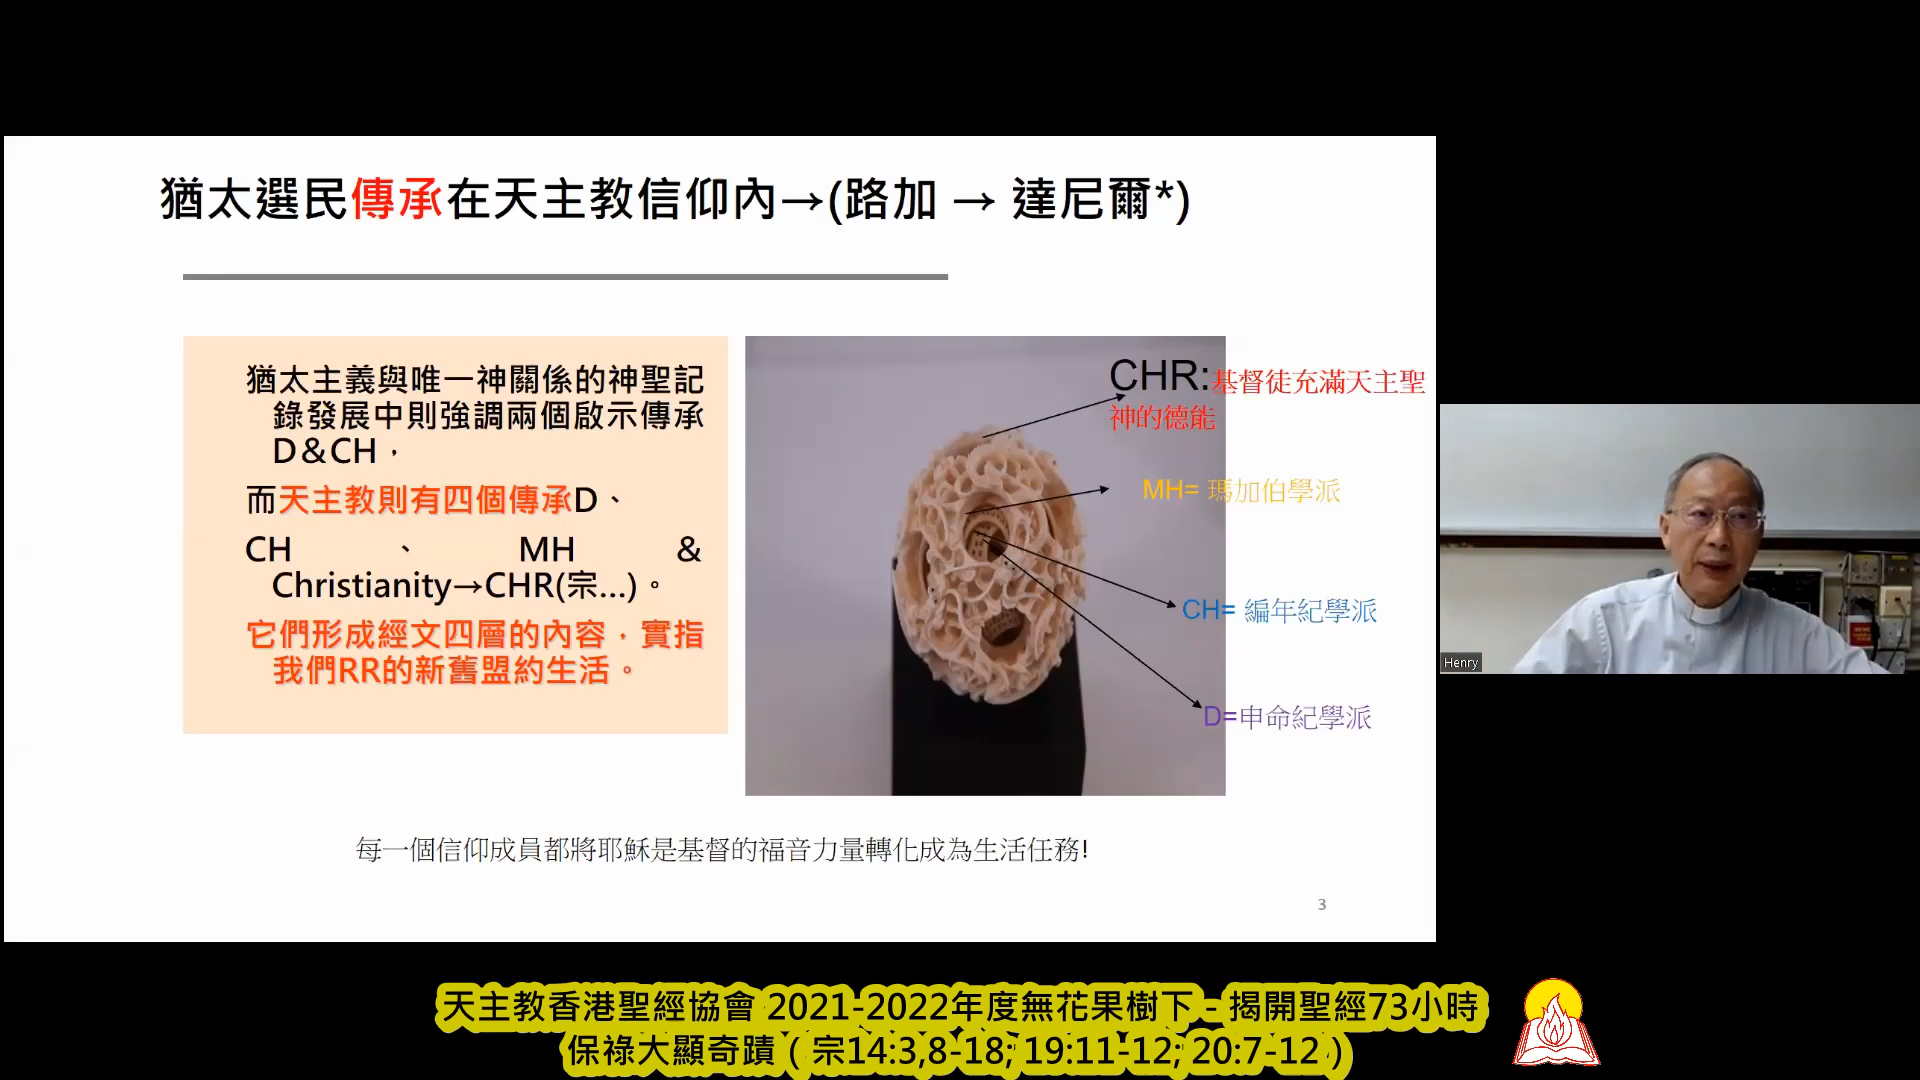 猶太選民傳承在天主教信仰內→(路加 → 達尼爾*)
猶太主義與唯一神關係的神聖記
錄發展中則強調兩個啟示傳承
D&CH，
而天主教則有四個傳承D、
CH 、 MH &
Christianity→CHR(宗...)。
它們形成經文四層的內容，實指
我們RR的新舊盟約生活。
CHR:基督徒充滿天主聖
神的德能
MH= 瑪加伯學派
CH= 編年紀學派
D=申命紀學派
每一個信仰成員都將耶穌是基督的福音力量轉化成為生活任務!
3
Henry
天主教香港聖經協會 2021-2022年度無花果樹下 - 揭開聖經73小時
保祿大顯奇蹟（ 宗14:3,8-18; 19:11-12; 20:7-12 ）